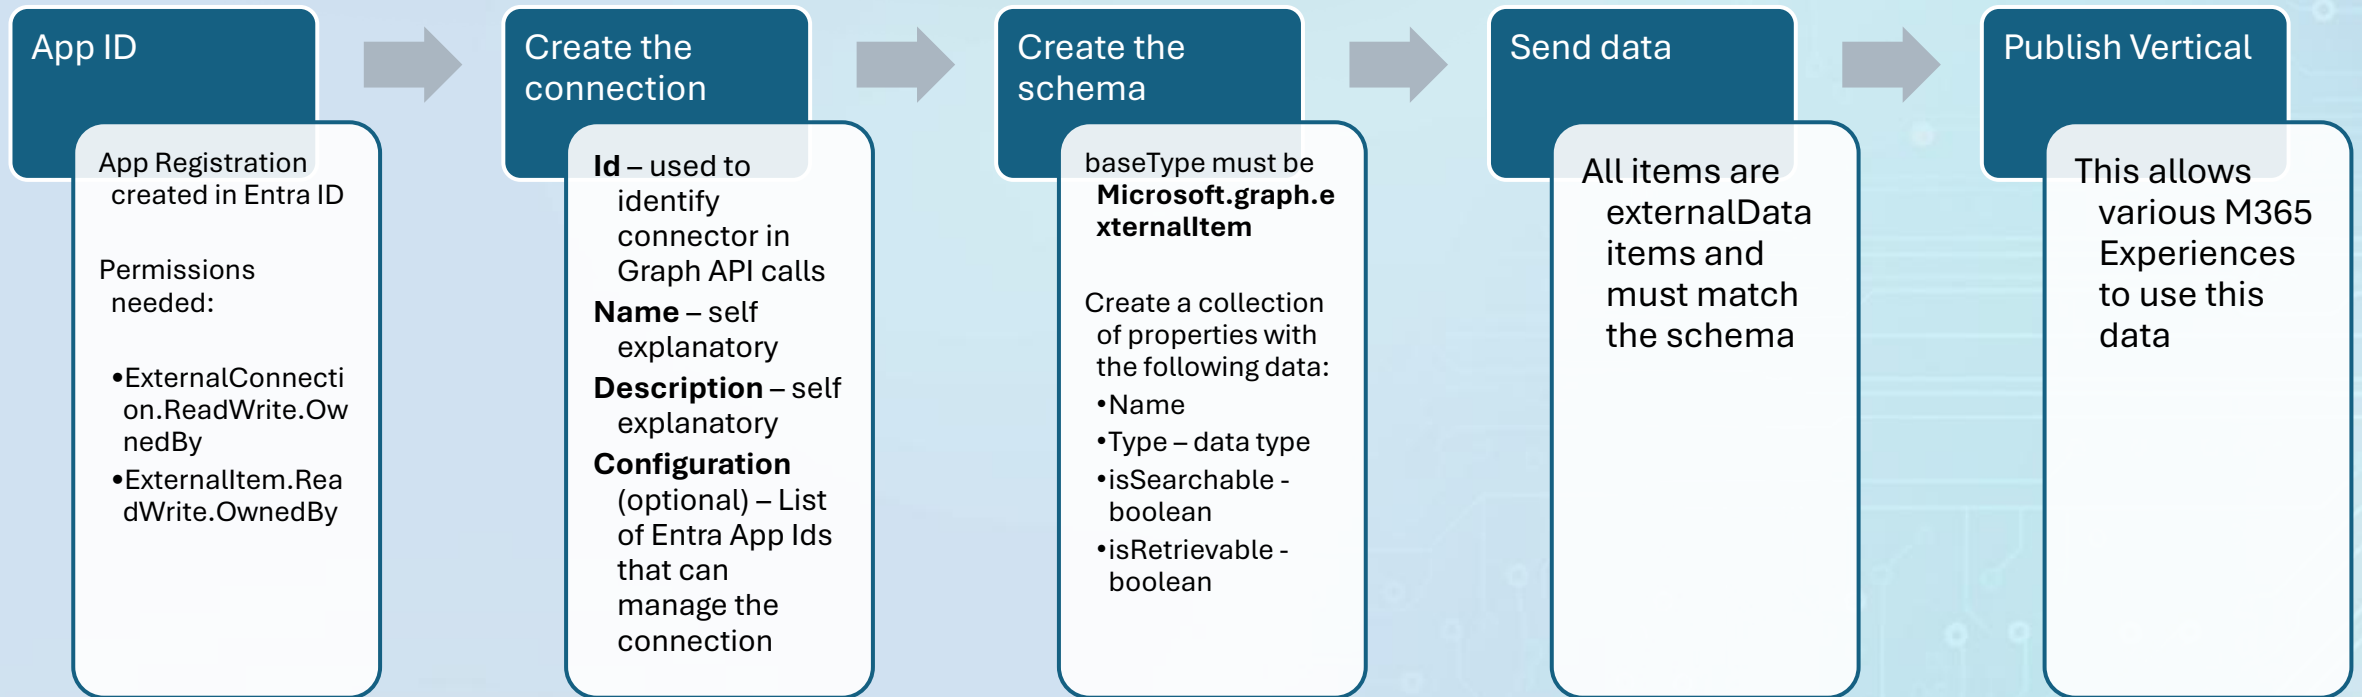 App ID
App Registration
created in Entra ID
Permissions
needed:
•ExternalConnecti
on.ReadWrite.Ow
nedBy
•ExternalItem.Rea
dWrite.OwnedBy
Create the
connection
Id – used to
identify
connector in
Graph API calls
Name – self
explanatory
Description – self
explanatory
Configuration
(optional) – List
of Entra App Ids
that can
manage the
connection
Create the
schema
baseType must be
Microsoft.graph.e
xternalItem
Create a collection
of properties with
the following data:
•Name
•Type – data type
•isSearchable -
boolean
•isRetrievable -
boolean
Send data
All items are
externalData
items and
must match
the schema
Publish Vertical
This allows
various M365
Experiences
to use this
data